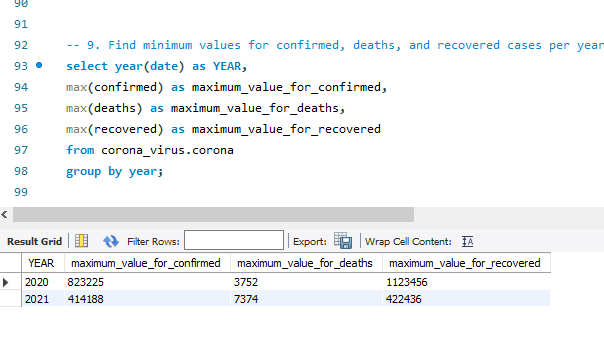 90
91
92 -- 9. Find minimum values for confirmed, deaths, and recovered cases per year
93 select year(date) as YEAR,
94 max(confirmed) as maximum_value_for_confirmed,
95 max(deaths) as maximum_value_for_deaths,
96 max(recovered) as maximum_value_for_recovered
97 from corona_virus.corona
98 group by year;
99
Result Grid Filter Rows: Export: Wrap Cell Content: IA
YEAR maximum_value_for_confirmed maximum_value_for_deaths maximum_value_for_recovered
2020 823225 3752 1123456
2021 414188 7374 422436